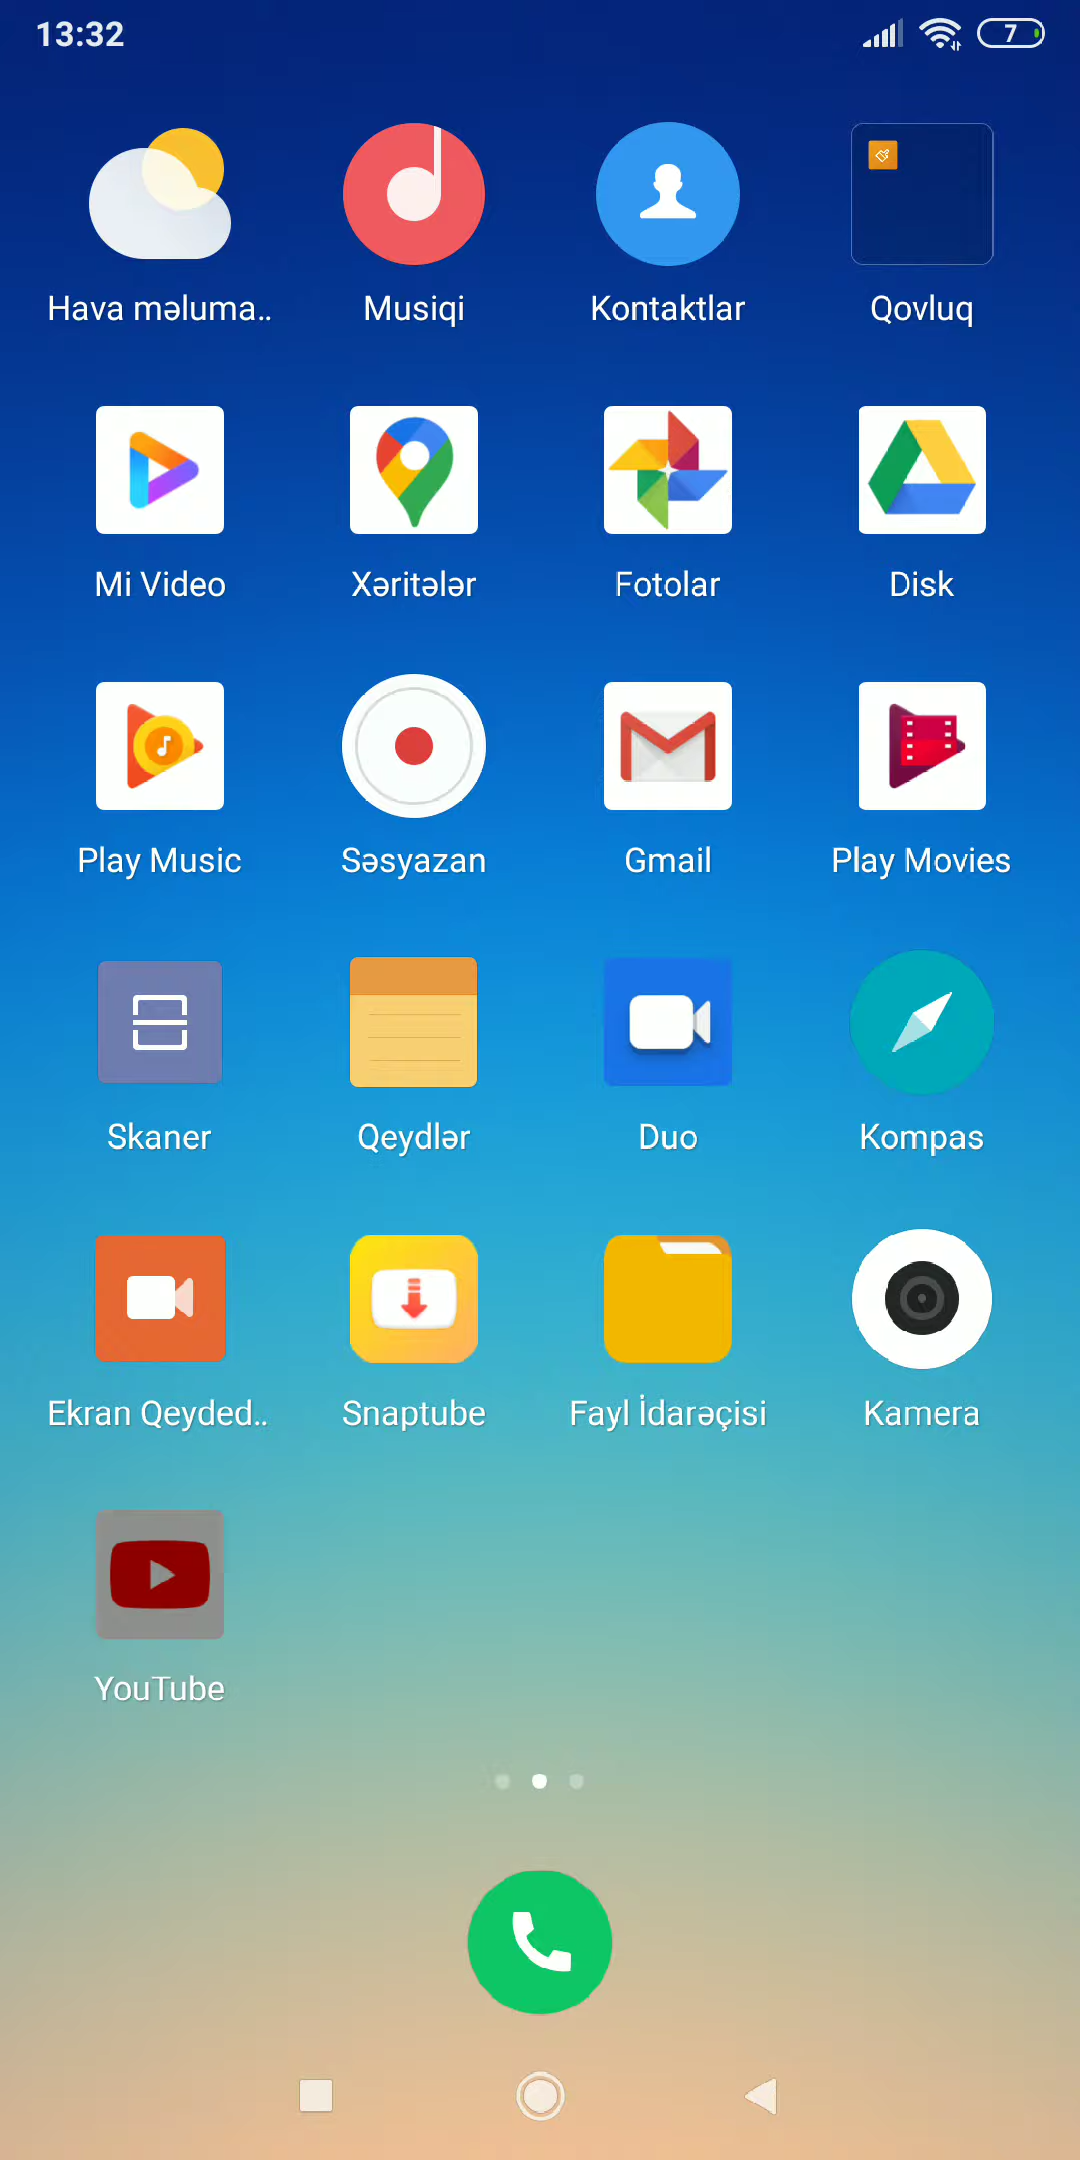 13:32
7
Hava məluma..
Musiqi
Kontaktlar
Qovluq
Mi Video
Xəritələr
Fotolar
Disk
Play Music
Səsyazan
Gmail
Play Movies
Skaner
Qeydlər
Duo
Kompas
Ekran Qeyded..
Snaptube
Fayl İdarəçisi
Kamera
YouTube